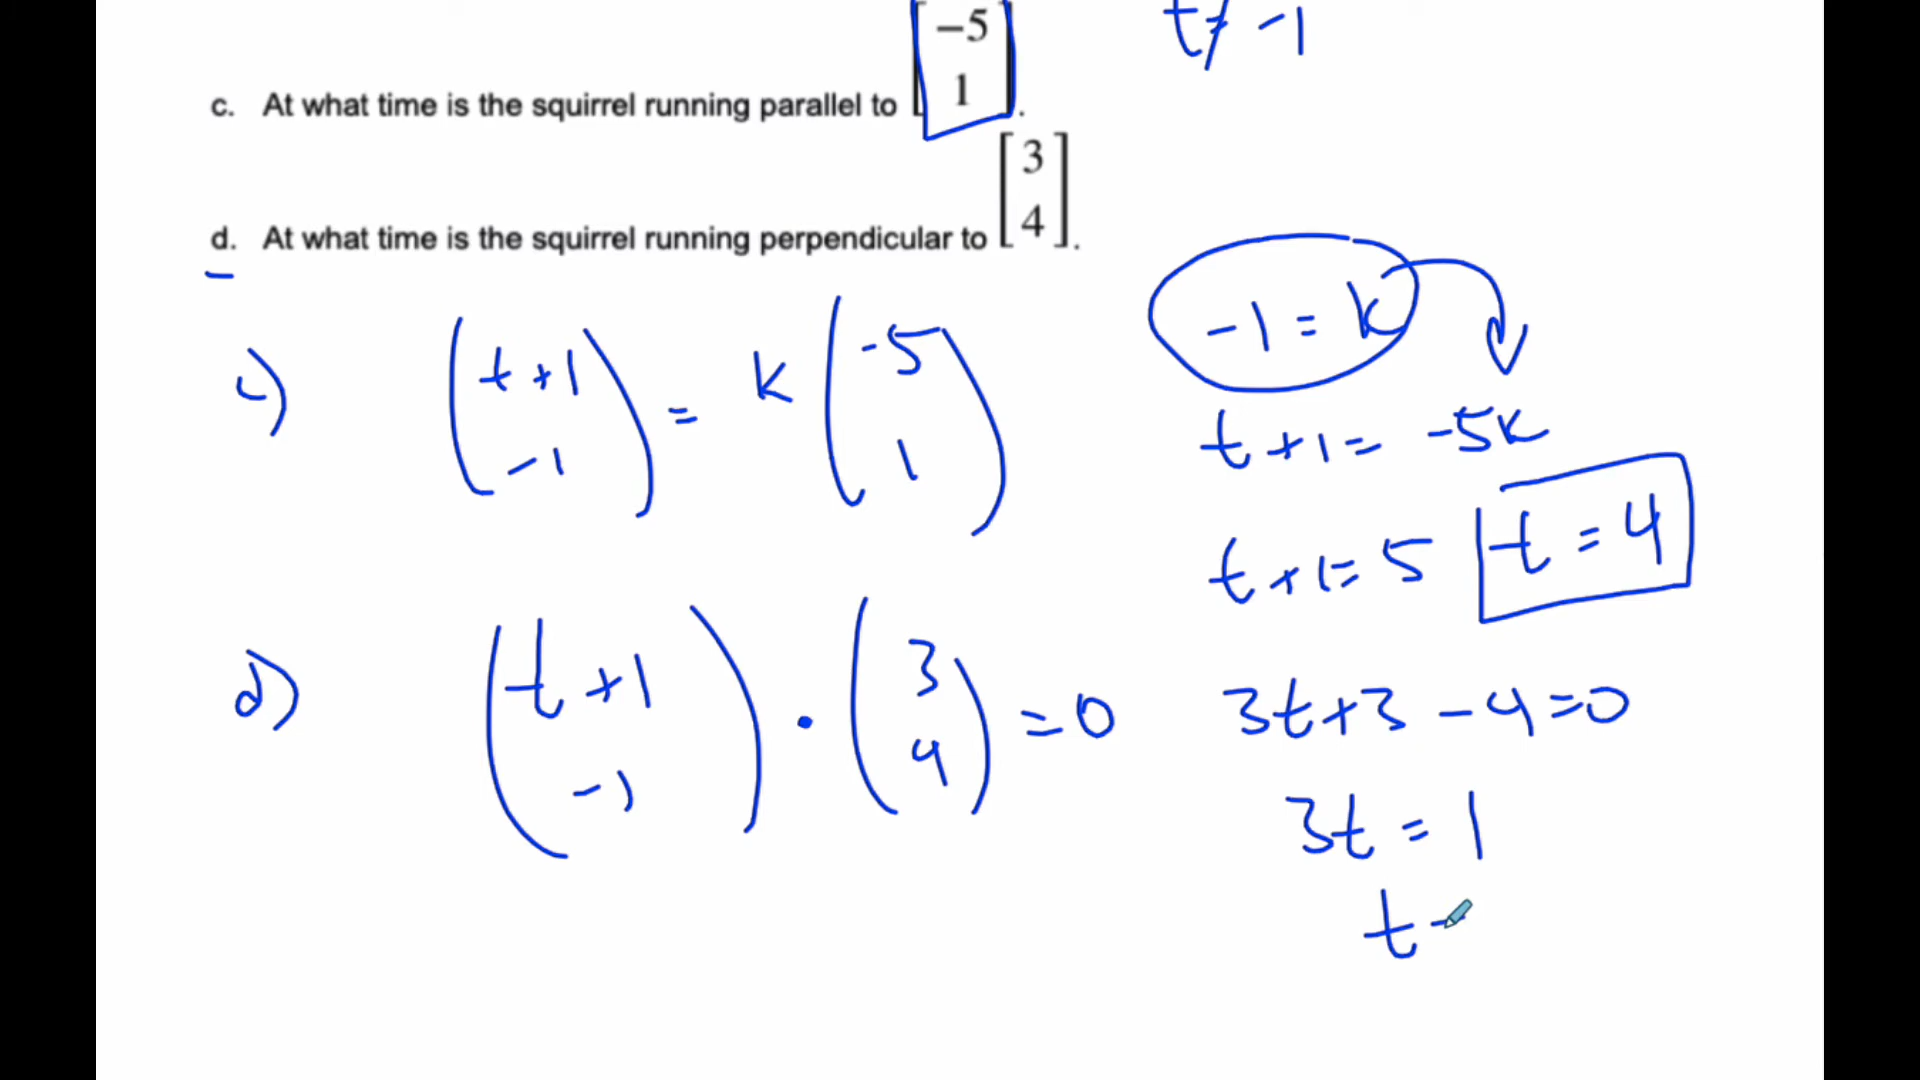 [-5
1]
t≠ -1
c. At what time is the squirrel running parallel to
.
[3
4]
d. At what time is the squirrel running perpendicular to
.
-1 = k
c) (t+1
-1) = k (-5
1)
t+1 = -5k
t+1 = 5
t = 4
d) (t+1
-1) · (3
4) = 0
3t+3 - 4 = 0
3t = 1
t -